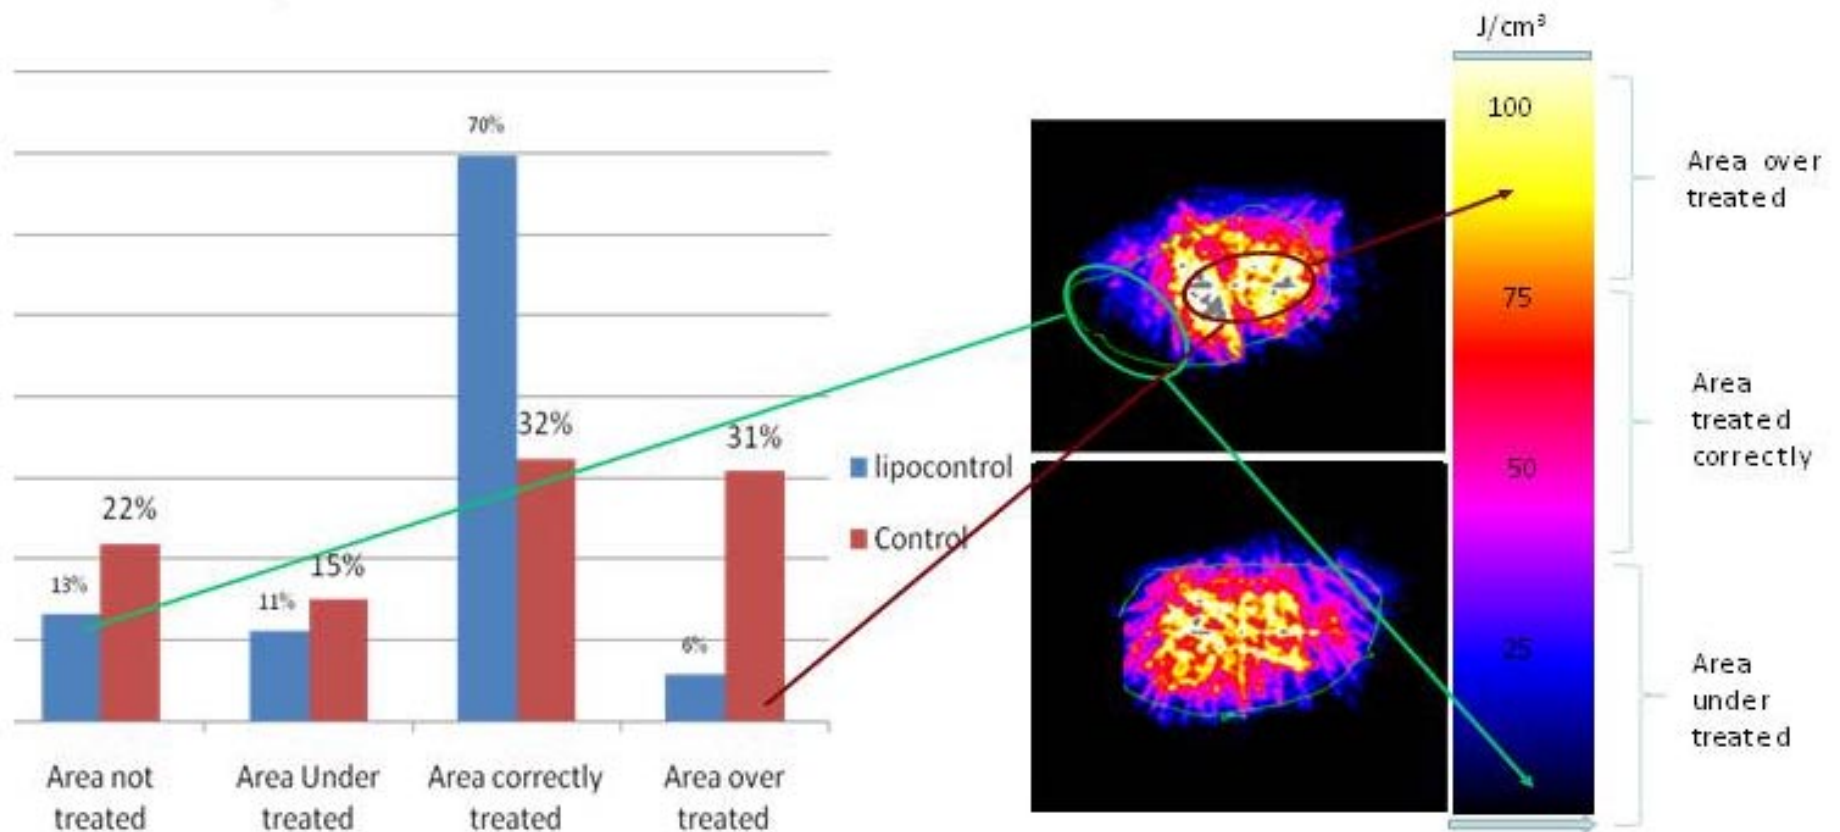 70%
32%
31%
22%
15%
13%
11%
6%
lipocontrol
Control
Area not
treated
Area Under
treated
Area correctly
treated
Area over
treated
J/cm³
100
75
50
25
Area over
treated
Area
treated
correctly
Area
under
treated